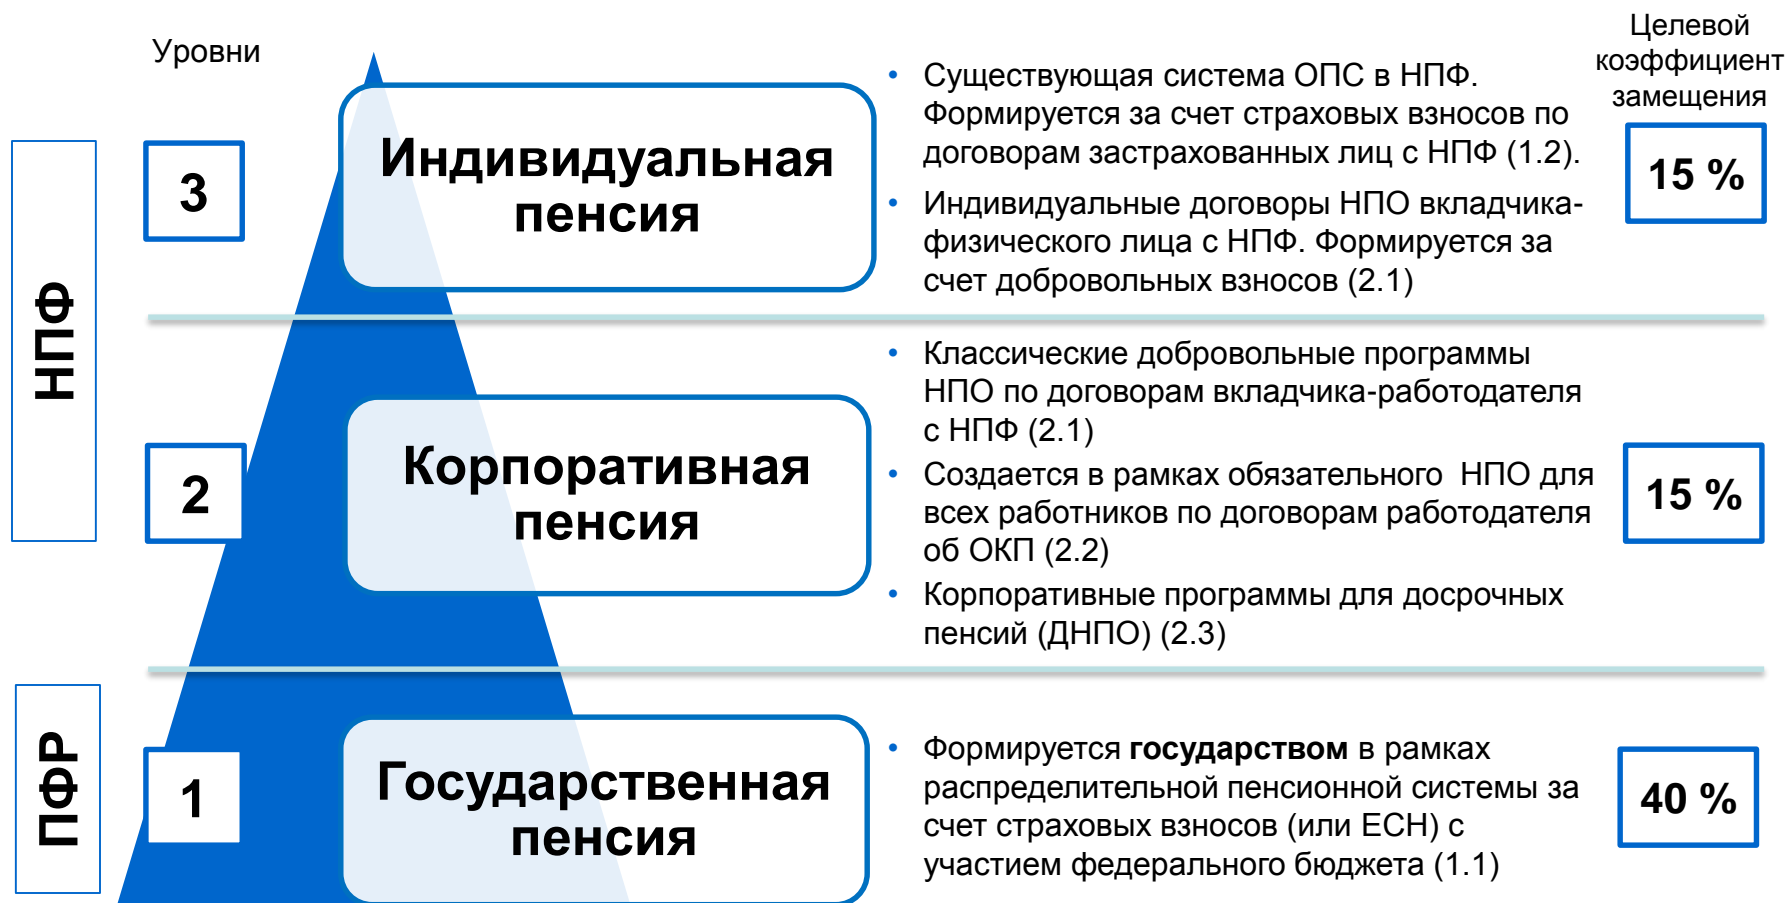 Уровни
Целевой
коэффициент
замещения
НПФ
3
Индивидуальная
пенсия
• Существующая система ОПС в НПФ.
Формируется за счет страховых взносов по
договорам застрахованных лиц с НПФ (1.2).
• Индивидуальные договоры НПО вкладчика-
физического лица с НПФ. Формируется за
счет добровольных взносов (2.1)
15 %
2
Корпоративная
пенсия
• Классические добровольные программы
НПО по договорам вкладчика-работодателя
с НПФ (2.1)
• Создается в рамках обязательного НПО для
всех работников по договорам работодателя
об ОКП (2.2)
• Корпоративные программы для досрочных
пенсий (ДНПО) (2.3)
15 %
ПФР
1
Государственная
пенсия
• Формируется государством в рамках
распределительной пенсионной системы за
счет страховых взносов (или ЕСН) с
участием федерального бюджета (1.1)
40 %